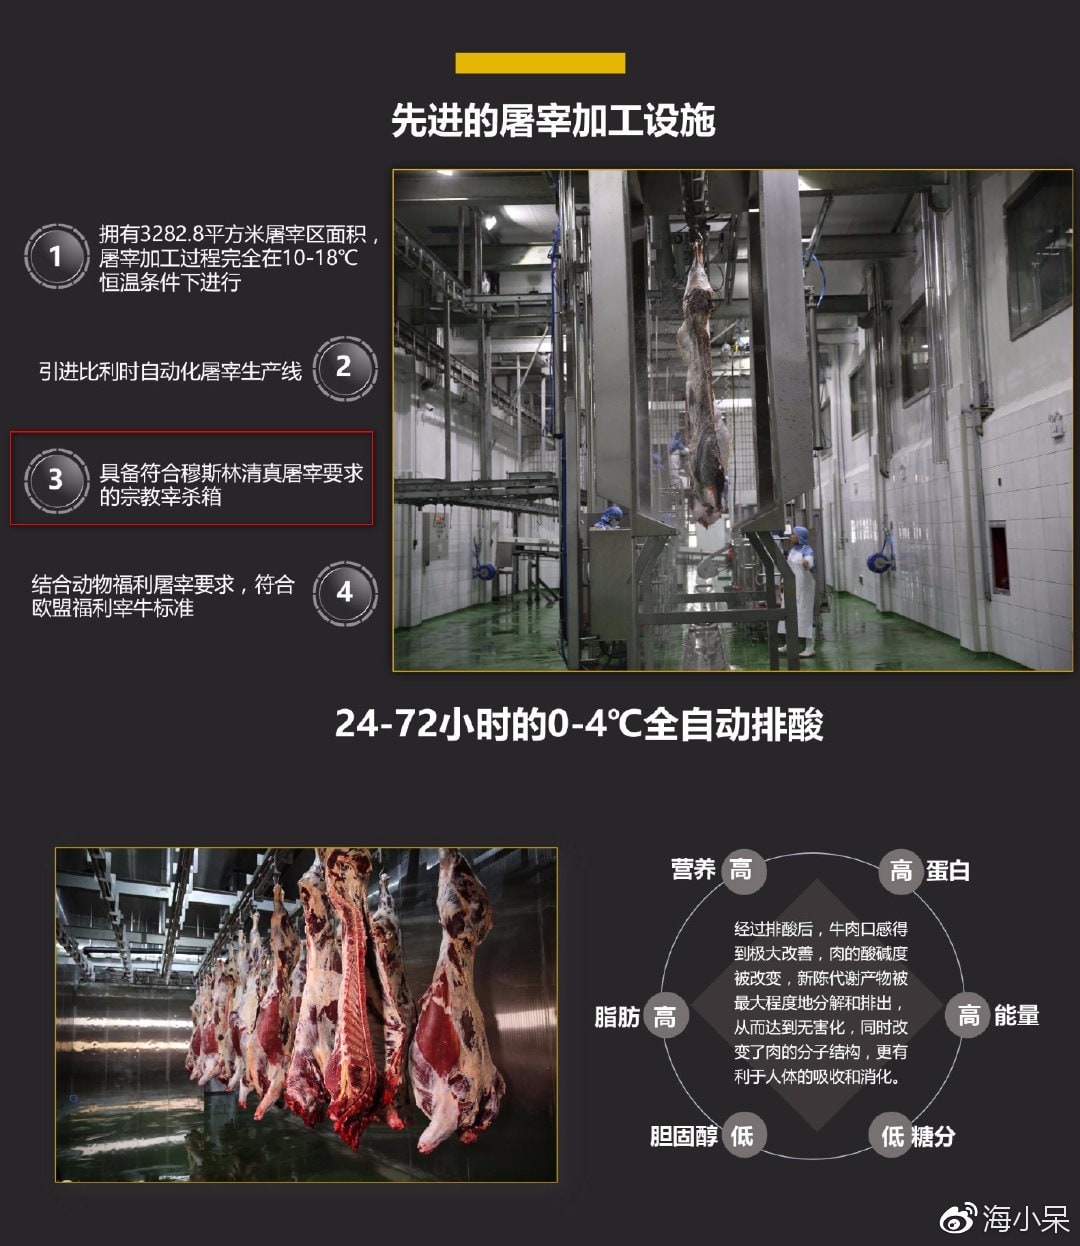 先进的屠宰加工设施
1
拥有3282.8平方米屠宰区面积，
屠宰加工过程完全在10-18℃
恒温条件下进行
引进比利时自动化屠宰生产线
2
3
具备符合穆斯林清真屠宰要求
的宗教宰杀箱
结合动物福利屠宰要求，符合
欧盟福利宰牛标准
4
24-72小时的0-4℃全自动排酸
营养 高
高 蛋白
经过排酸后，牛肉口感得
到极大改善，肉的酸碱度
被改变，新陈代谢产物被
最大程度地分解和排出，
从而达到无害化，同时改
变了肉的分子结构，更有
利于人体的吸收和消化。
脂肪 高
高 能量
胆固醇 低
低 糖分
海小呆